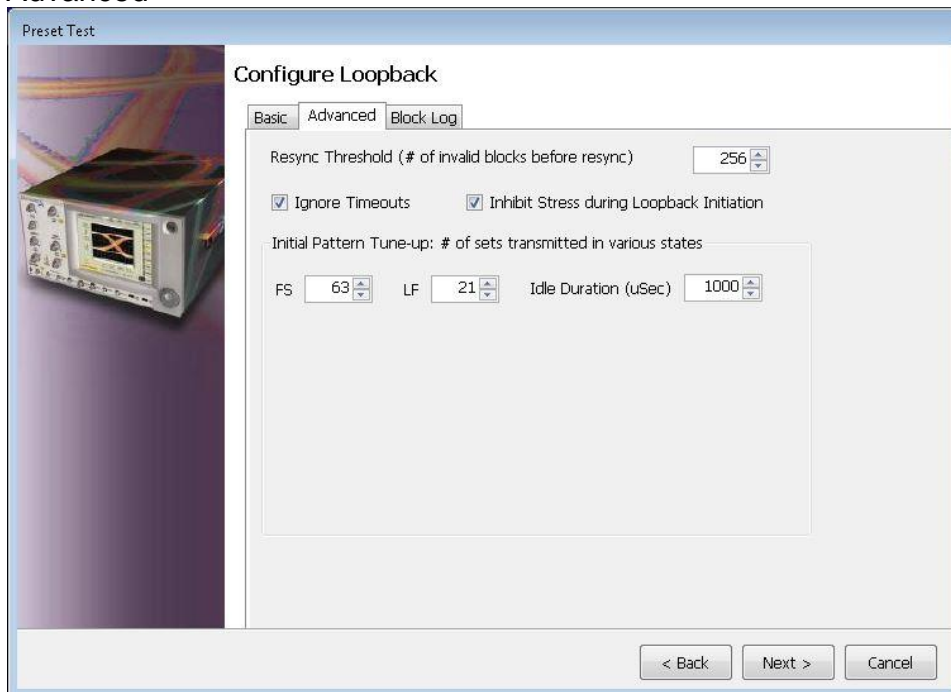 Advanced
Preset Test
Configure Loopback
Basic Advanced Block Log
Resync Threshold (# of invalid blocks before resync) 256
Ignore Timeouts Inhibit Stress during Loopback Initiation
Initial Pattern Tune-up: # of sets transmitted in various states
FS 63 LF 21 Idle Duration (uSec) 1000
< Back Next > Cancel